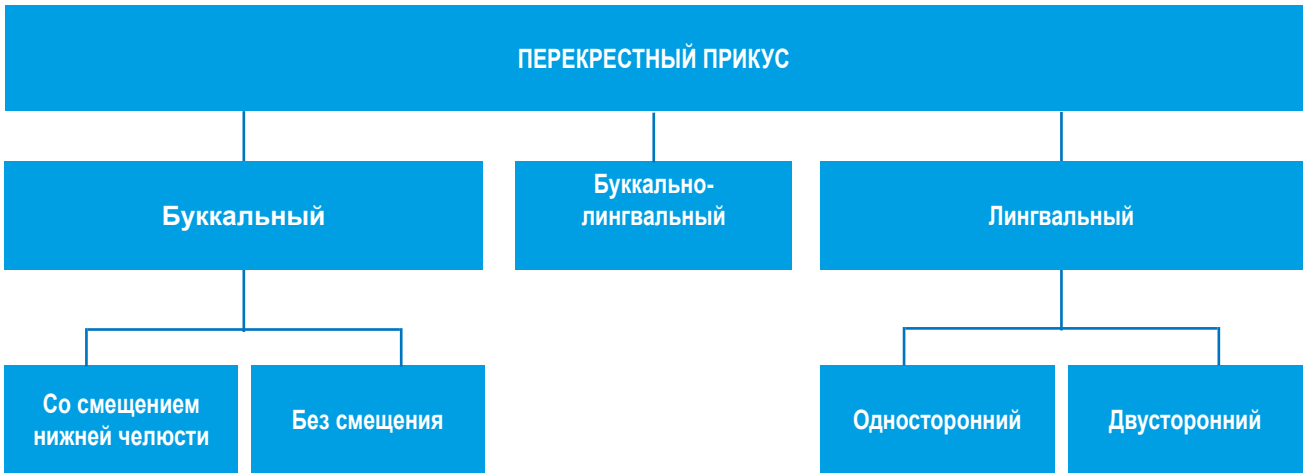 ПЕРЕКРЕСТНЫЙ ПРИКУС
Буккальный
Буккально-
лингвальный
Лингвальный
Со смещением
нижней челюсти
Без смещения
Односторонний
Двусторонний